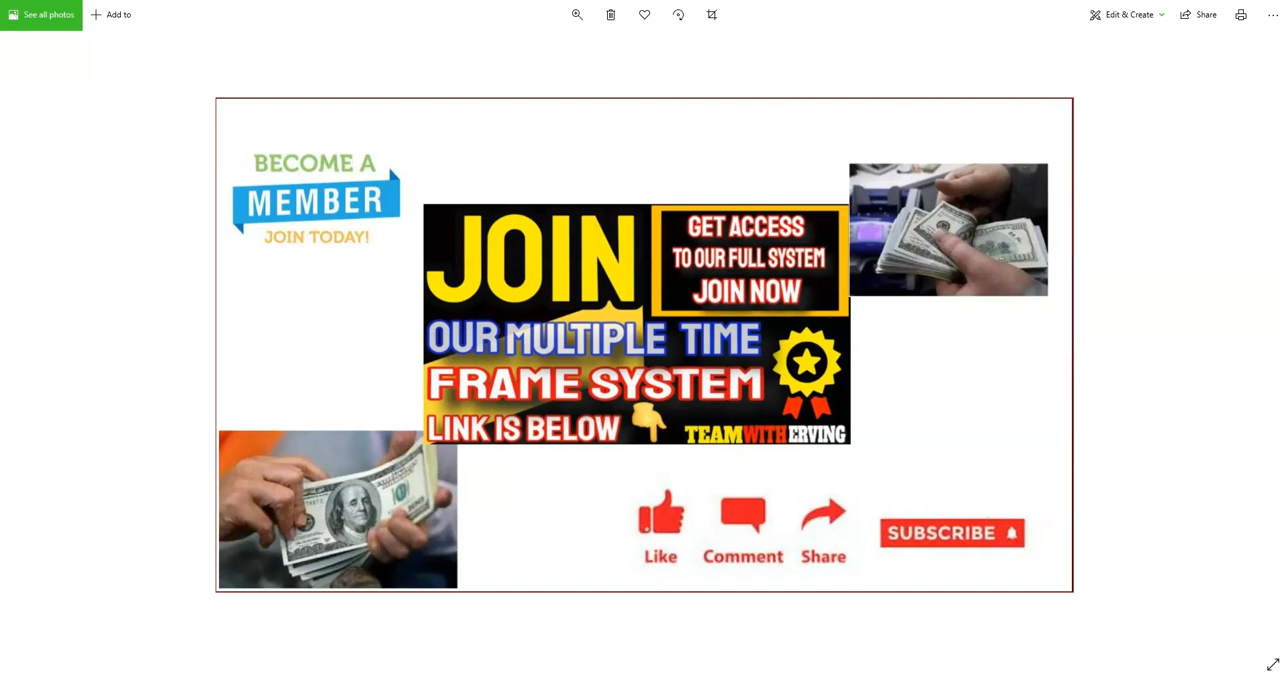 See all photos
Add to
Edit & Create
Share
BECOME A
MEMBER
JOIN TODAY!
JOIN
GET ACCESS
TO OUR FULL SYSTEM
JOIN NOW
OUR MULTIPLE TIME
FRAME SYSTEM
LINK IS BELOW
TEAMWITHERVING
Like
Comment
Share
SUBSCRIBE